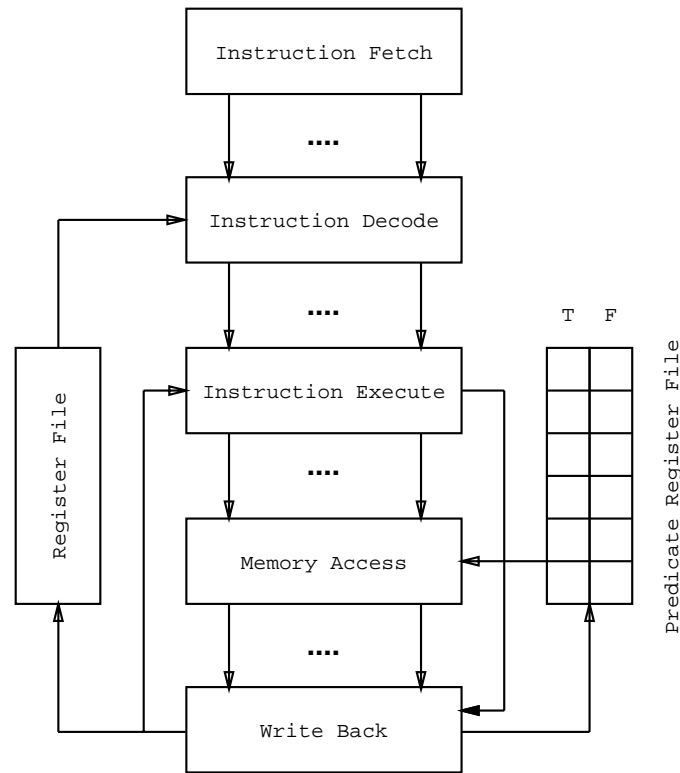 Instruction Fetch
....
Instruction Decode
....
T F
Instruction Execute
Register File
Predicate Register File
....
Memory Access
....
Write Back